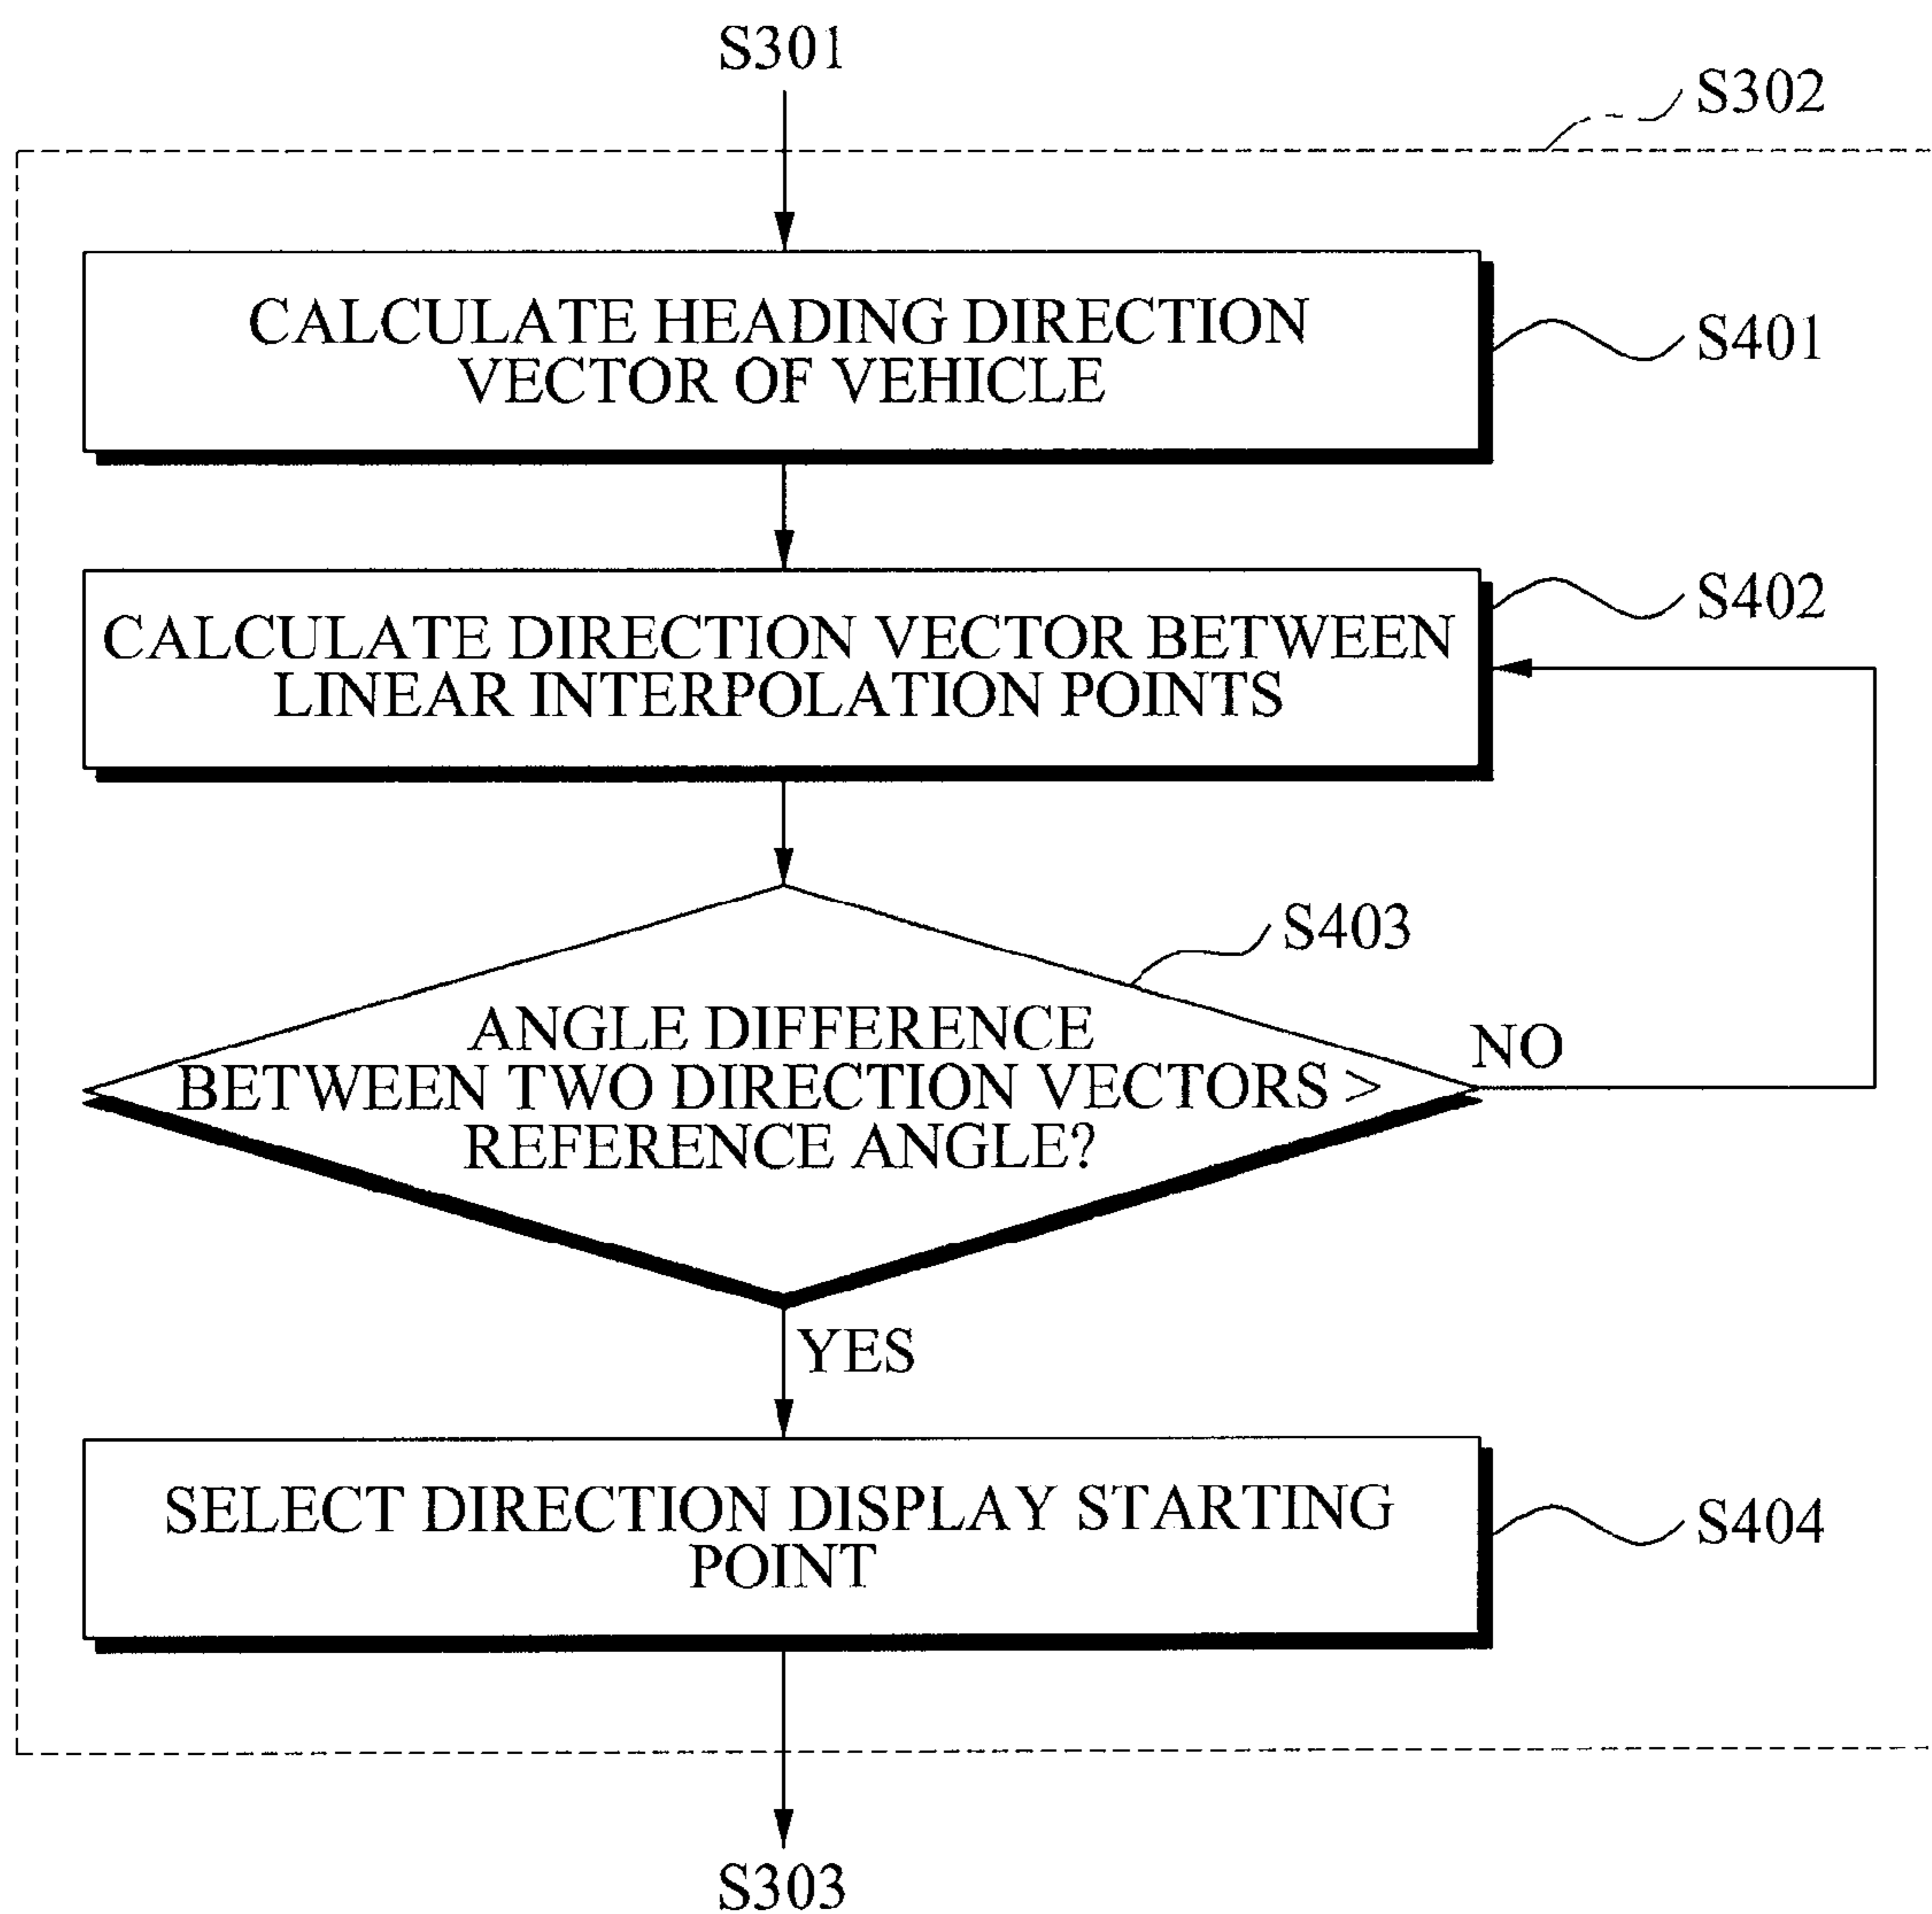 S301
S302
CALCULATE HEADING DIRECTION
VECTOR OF VEHICLE
S401
CALCULATE DIRECTION VECTOR BETWEEN
LINEAR INTERPOLATION POINTS
S402
S403
ANGLE DIFFERENCE
BETWEEN TWO DIRECTION VECTORS >
REFERENCE ANGLE?
NO
YES
SELECT DIRECTION DISPLAY STARTING
POINT
S404
S303